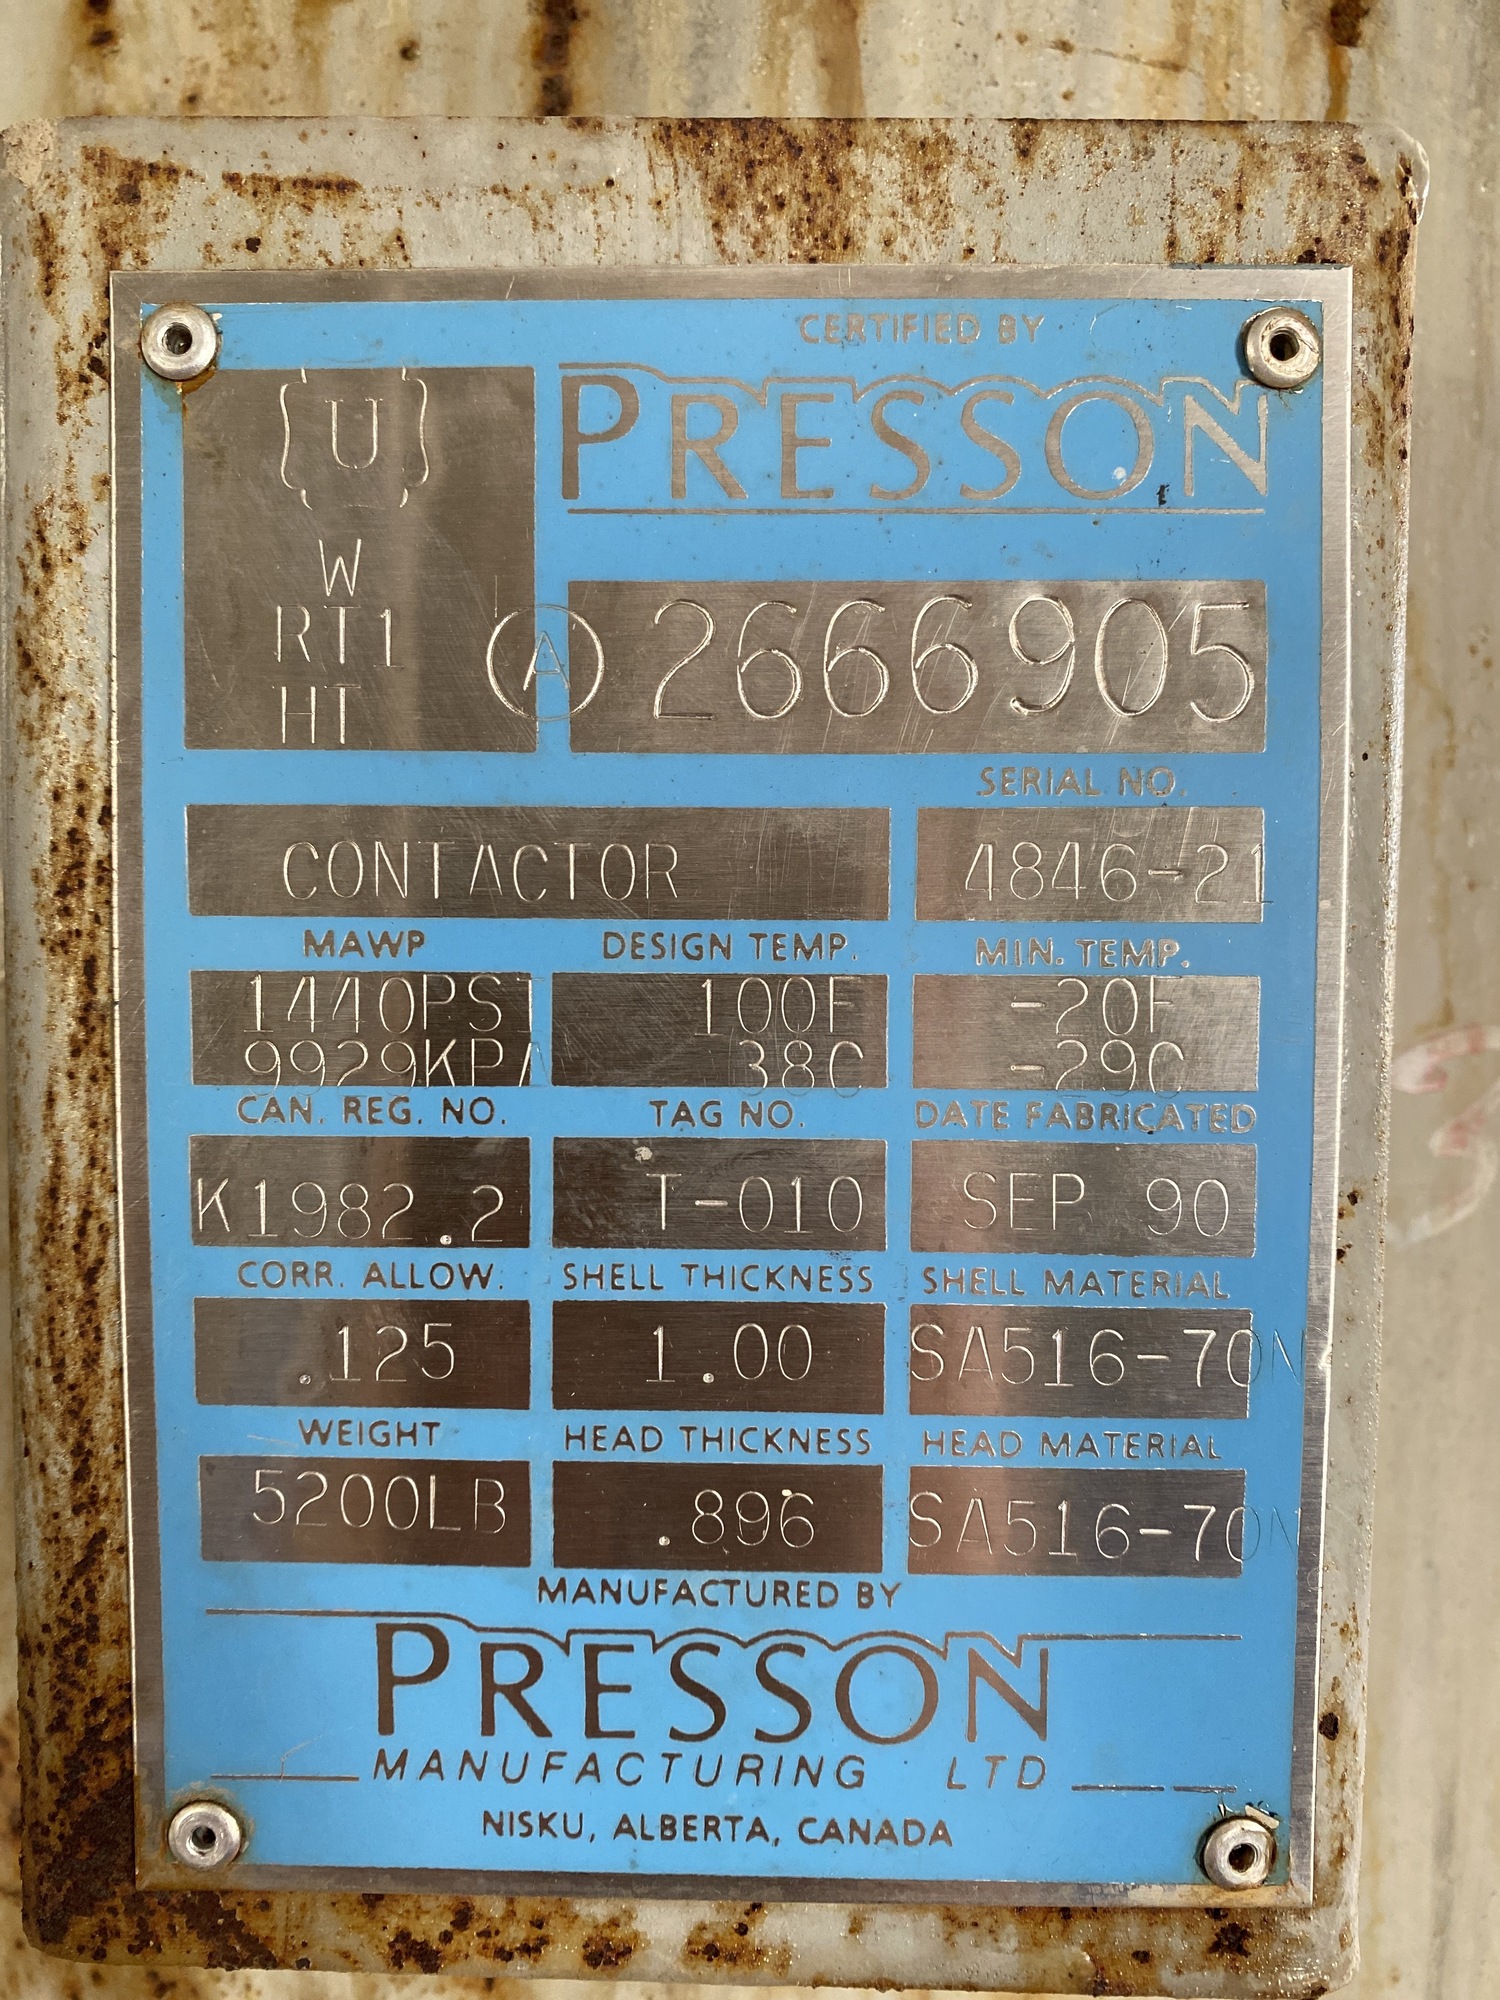 CERTIFIED BY
PRESSON
U
W
RT1
HT
A 2666905
SERIAL NO.
CONTACTOR 4846-21
MAWP DESIGN TEMP. MIN. TEMP.
1440PSI 100F -20F
9929KPA 38C -29C
CAN. REG. NO. TAG NO. DATE FABRICATED
K1982.2 T-010 SEP 90
CORR. ALLOW. SHELL THICKNESS SHELL MATERIAL
.125 1.00 SA516-70N
WEIGHT HEAD THICKNESS HEAD MATERIAL
5200LB .896 SA516-70N
MANUFACTURED BY
PRESSON
MANUFACTURING LTD
NISKU, ALBERTA, CANADA